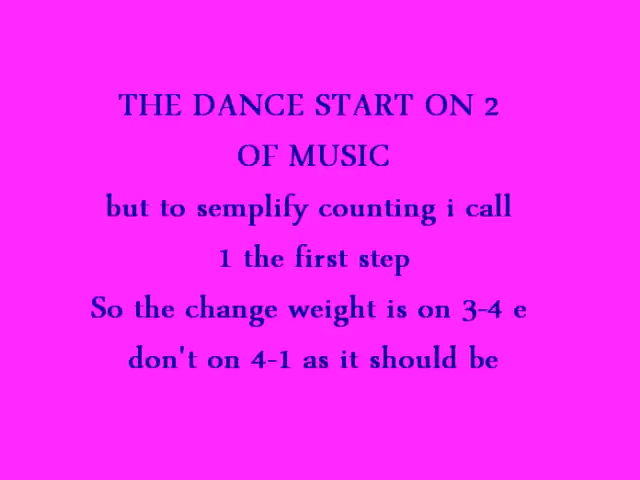 THE DANCE START ON 2
OF MUSIC
but to semplify counting i call
1 the first step
So the change weight is on 3-4 e
don't on 4-1 as it should be